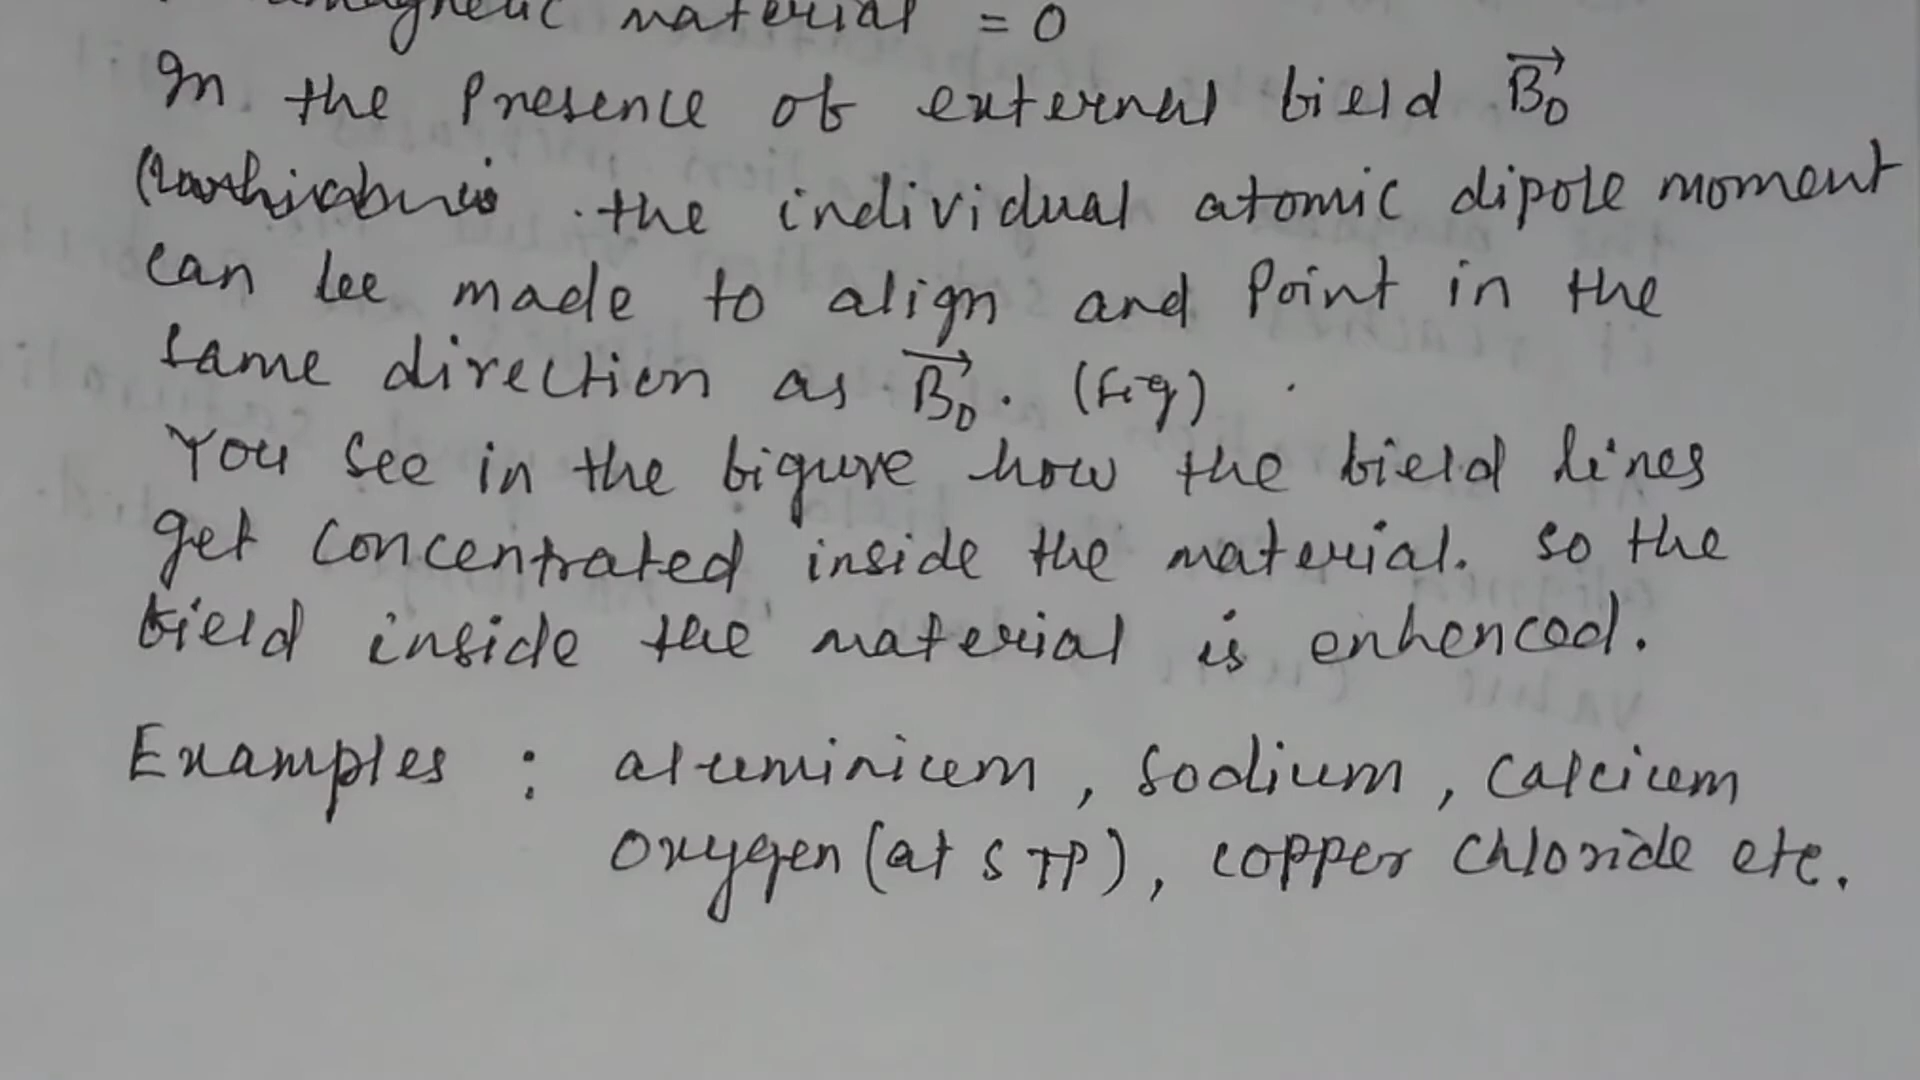 material = 0
In the Presence of external field B₀
the individual atomic dipole moment
can be made to align and Point in the
same direction as B₀. (fig)
You see in the figure how the field lines
get concentrated inside the material. so the
field inside the material is enhenced.
Examples : aluminium, sodium, calcium
oxygen (at STP), copper chloride etc.